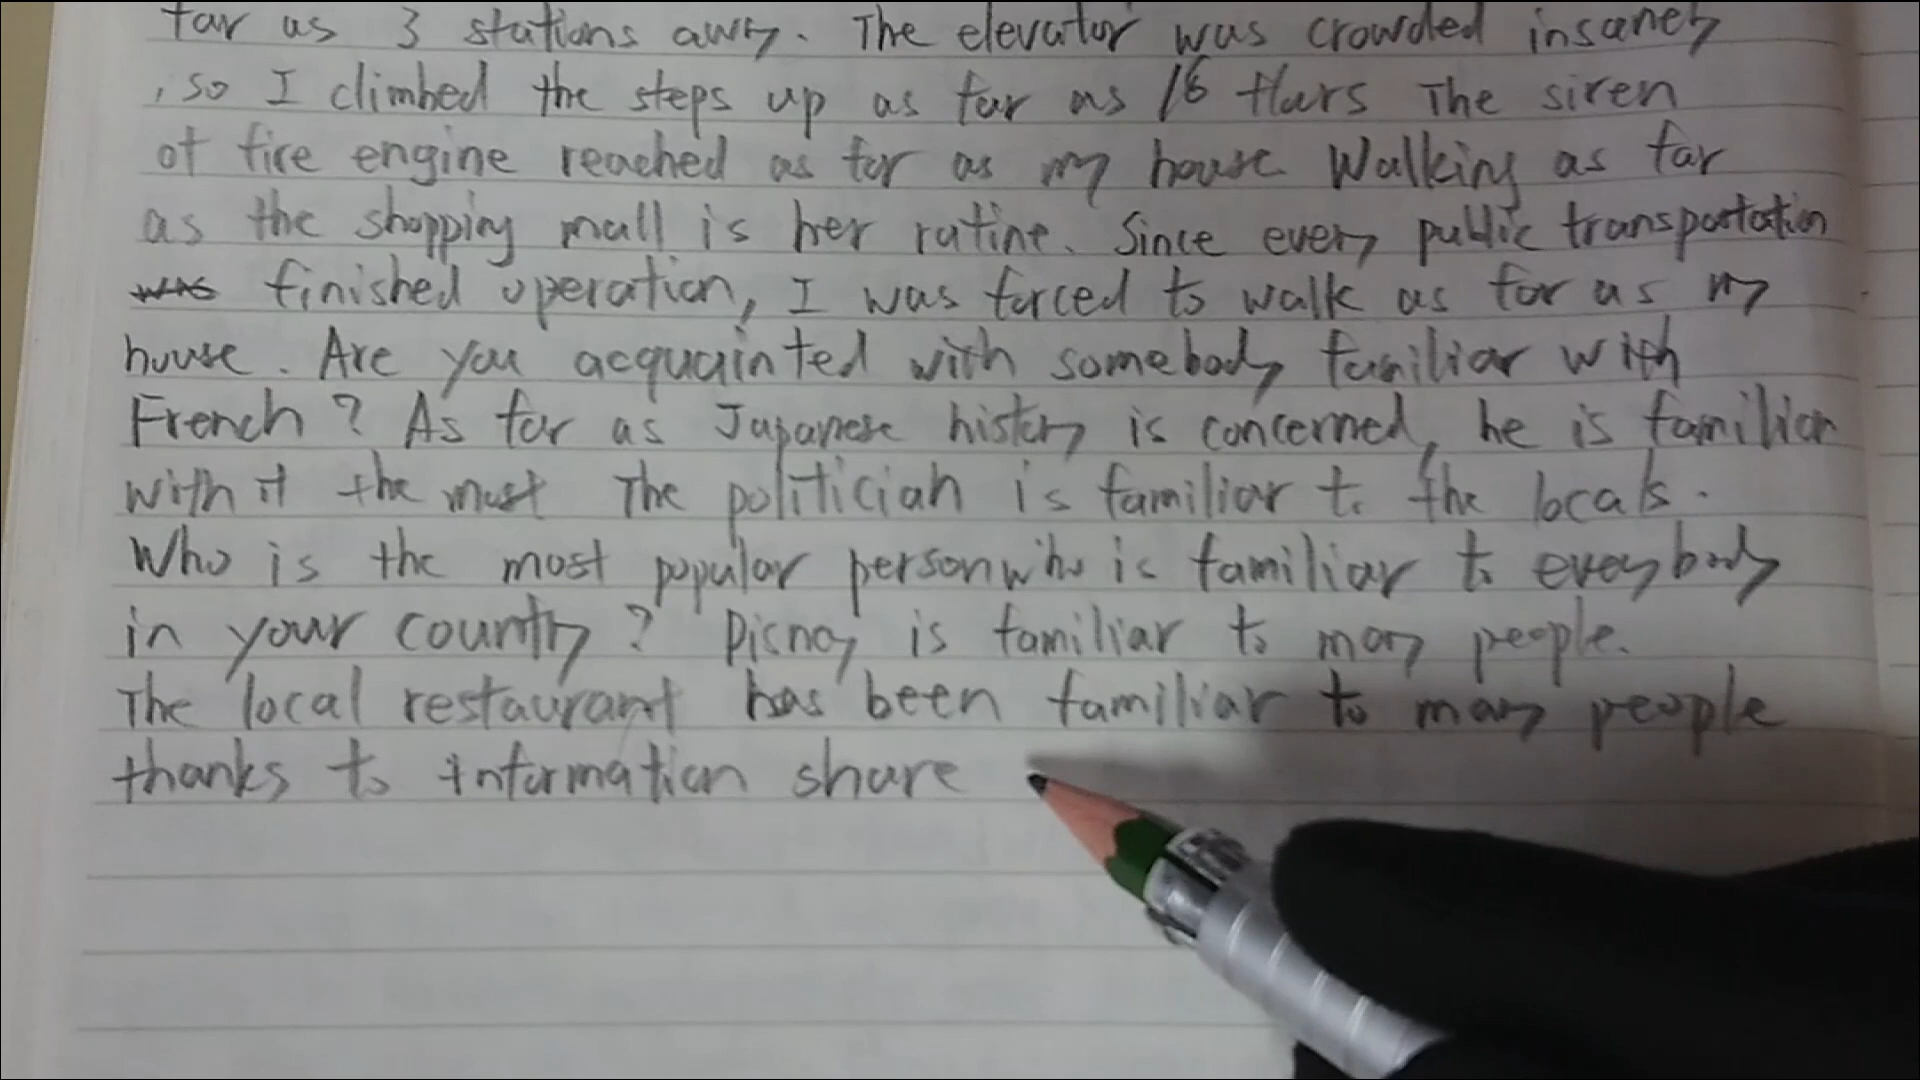 far as 3 stations away. The elevator was crowded insanely
, so I climbed the steps up as far as 16 floors The siren
of fire engine reached as far as my house Walking as far
as the shopping mall is her rutine. Since every public transportation
was finished operation, I was forced to walk as far as my
house. Are you acquainted with somebody familiar with
French? As far as Japanese history is concerned, he is familiar
with it the most The politician is familiar to the locals.
Who is the most popular person who is familiar to everybody
in your country? Disney is familiar to many people.
The local restaurant has been familiar to many people
thanks to information share